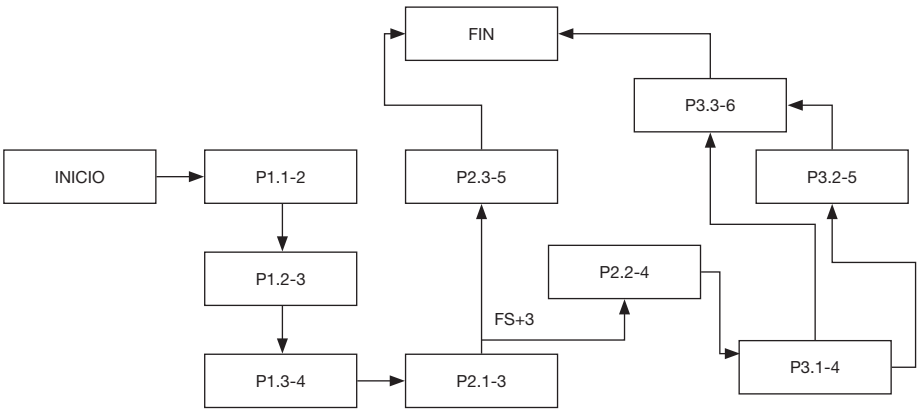 FIN
P3.3-6
INICIO
P1.1-2
P2.3-5
P3.2-5
P1.2-3
P2.2-4
FS+3
P1.3-4
P2.1-3
P3.1-4